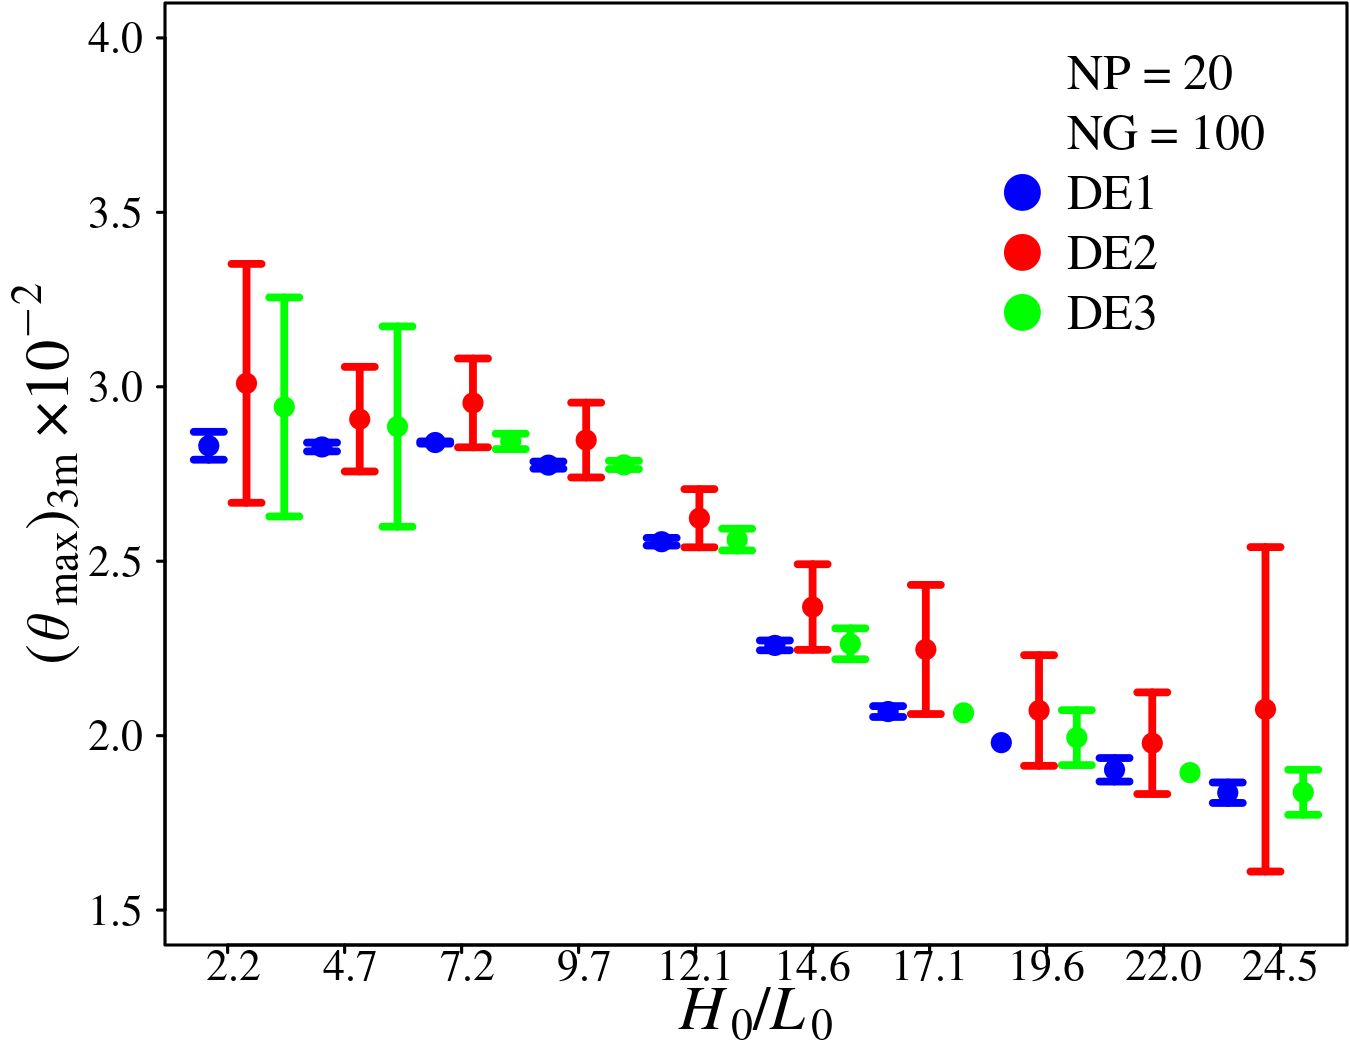 4.0
3.5
3.0
2.5
2.0
1.5
(θ max)3m ×10−2
NP = 20
NG = 100
DE1
DE2
DE3
2.2 4.7 7.2 9.7 12.1 14.6 17.1 19.6 22.0 24.5
H0/L0